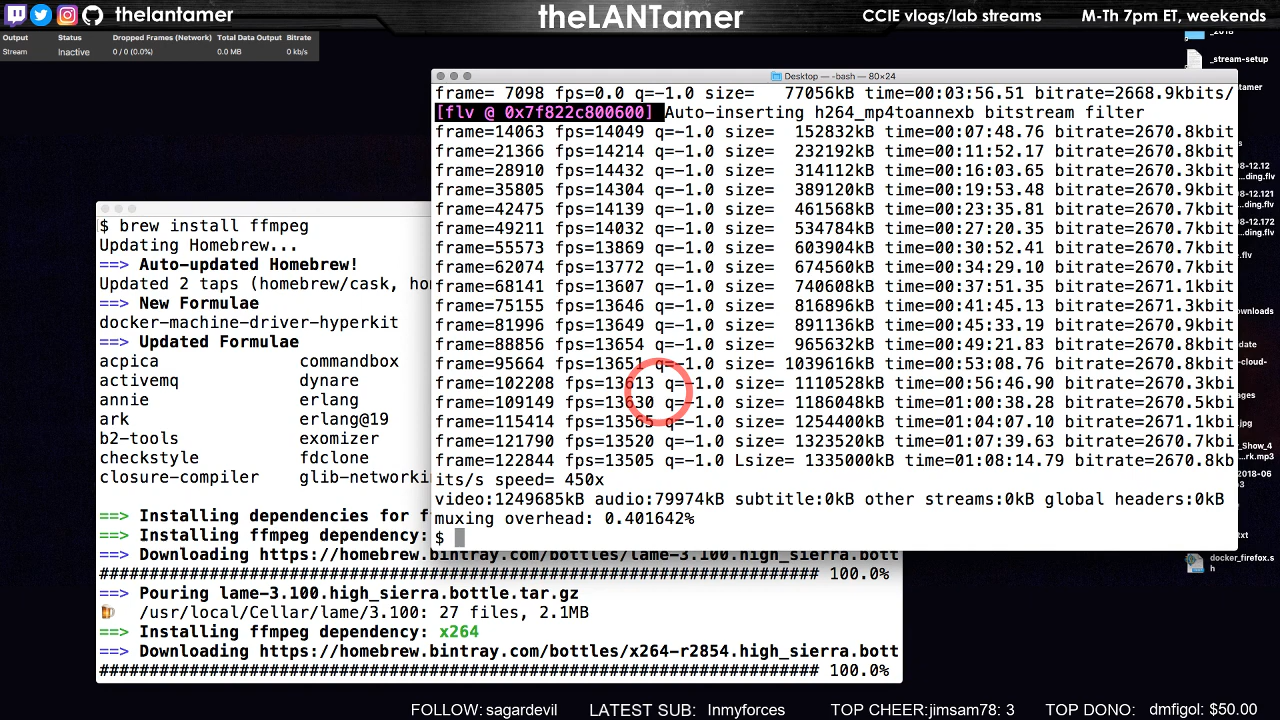 thelantamer
theLANTamer
CCIE vlogs/lab streams
M-Th 7pm ET, weekends
Output Status Dropped Frames (Network) Total Data Output Bitrate
Stream Inactive 0 / 0 (0.0%) 0.0 MB 0 kb/s
_2018
_stream-setup
Desktop — -bash — 80×24
frame= 7098 fps=0.0 q=-1.0 size=   77056kB time=00:03:56.51 bitrate=2668.9kbits/
[flv @ 0x7f822c800600] Auto-inserting h264_mp4toannexb bitstream filter
frame=14063 fps=14049 q=-1.0 size=  152832kB time=00:07:48.76 bitrate=2670.8kbit
frame=21366 fps=14214 q=-1.0 size=  232192kB time=00:11:52.17 bitrate=2670.8kbit
frame=28910 fps=14432 q=-1.0 size=  314112kB time=00:16:03.65 bitrate=2670.3kbit
frame=35805 fps=14304 q=-1.0 size=  389120kB time=00:19:53.48 bitrate=2670.9kbit
frame=42475 fps=14139 q=-1.0 size=  461568kB time=00:23:35.81 bitrate=2670.7kbit
frame=49211 fps=14032 q=-1.0 size=  534784kB time=00:27:20.35 bitrate=2670.7kbit
frame=55573 fps=13869 q=-1.0 size=  603904kB time=00:30:52.41 bitrate=2670.7kbit
frame=62074 fps=13772 q=-1.0 size=  674560kB time=00:34:29.10 bitrate=2670.7kbit
frame=68141 fps=13607 q=-1.0 size=  740608kB time=00:37:51.35 bitrate=2671.0kbit
frame=75155 fps=13646 q=-1.0 size=  816896kB time=00:41:45.13 bitrate=2671.3kbit
frame=81996 fps=13649 q=-1.0 size=  891136kB time=00:45:33.19 bitrate=2670.9kbit
frame=88856 fps=13654 q=-1.0 size=  965632kB time=00:49:21.83 bitrate=2670.8kbit
frame=95664 fps=13651 q=-1.0 size= 1039616kB time=00:53:08.76 bitrate=2670.8kbit
frame=102208 fps=13613 q=-1.0 size= 1110528kB time=00:56:46.90 bitrate=2670.3kbi
frame=109149 fps=13630 q=-1.0 size= 1186048kB time=01:00:38.28 bitrate=2670.5kbi
frame=115414 fps=13565 q=-1.0 size= 1254400kB time=01:04:07.10 bitrate=2671.1kbi
frame=121790 fps=13520 q=-1.0 size= 1323520kB time=01:07:39.63 bitrate=2670.7kbi
frame=122844 fps=13505 q=-1.0 Lsize= 1335000kB time=01:08:14.79 bitrate=2670.8kb
its/s speed= 450x
video:1249685kB audio:79974kB subtitle:0kB other streams:0kB global headers:0kB
muxing overhead: 0.401642%
$
$ brew install ffmpeg
Updating Homebrew...
==> Auto-updated Homebrew!
Updated 2 taps (homebrew/cask, ho
==> New Formulae
docker-machine-driver-hyperkit
==> Updated Formulae
acpica commandbox
activemq dynare
annie erlang
ark erlang@19
b2-tools exomizer
checkstyle fdclone
closure-compiler glib-networkin
==> Installing dependencies for f
==> Installing ffmpeg dependency:
==> Downloading https://homebrew.bintray.com/bottles/lame-3.100.high_sierra.bott
######################################################################## 100.0%
==> Pouring lame-3.100.high_sierra.bottle.tar.gz
/usr/local/Cellar/lame/3.100: 27 files, 2.1MB
==> Installing ffmpeg dependency: x264
==> Downloading https://homebrew.bintray.com/bottles/x264-r2854.high_sierra.bott
######################################################################## 100.0%
docker_firefox.s
h
FOLLOW: sagardevil
LATEST SUB: Inmyforces
TOP CHEER:jimsam78: 3
TOP DONO: dmfigol: $50.00